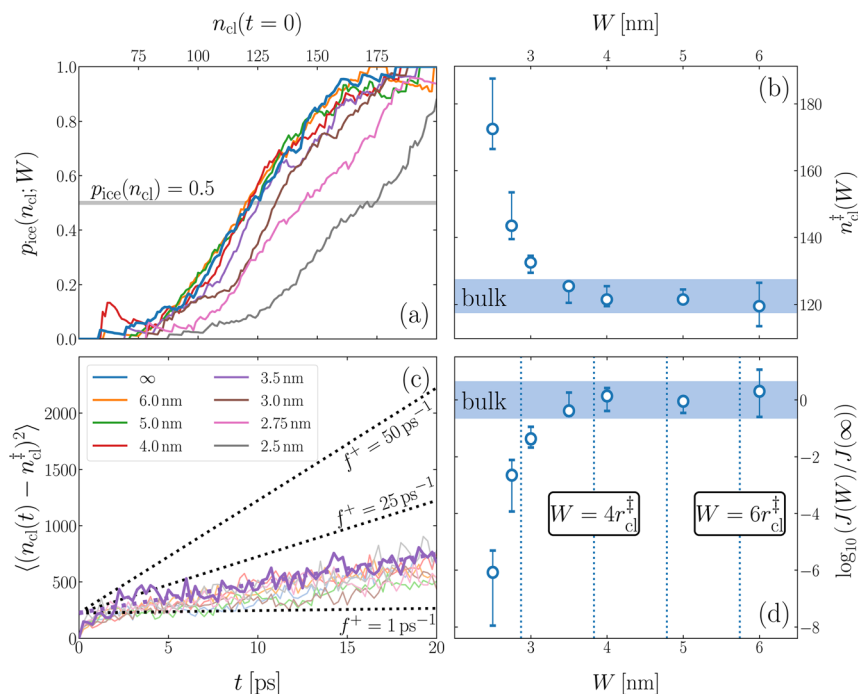 n_cl(t = 0)
75 100 125 150 175
W [nm]
3 4 5 6
1.0
0.8
0.6
0.4
0.2
0.0
p_ice(n_cl; W)
p_ice(n_cl) = 0.5
(a)
(b)
bulk
180
160
140
120
n‡_cl(W)
(c)
∞
6.0 nm
5.0 nm
4.0 nm
3.5 nm
3.0 nm
2.75 nm
2.5 nm
2000
1500
1000
500
0
⟨(n_cl(t) − n‡_cl)²⟩
f⁺ = 50 ps⁻¹
f⁺ = 25 ps⁻¹
f⁺ = 1 ps⁻¹
0 5 10 15 20
t [ps]
bulk
W = 4r‡_cl
W = 6r‡_cl
(d)
0
−2
−4
−6
−8
log₁₀(J(W)/J(∞))
3 4 5 6
W [nm]